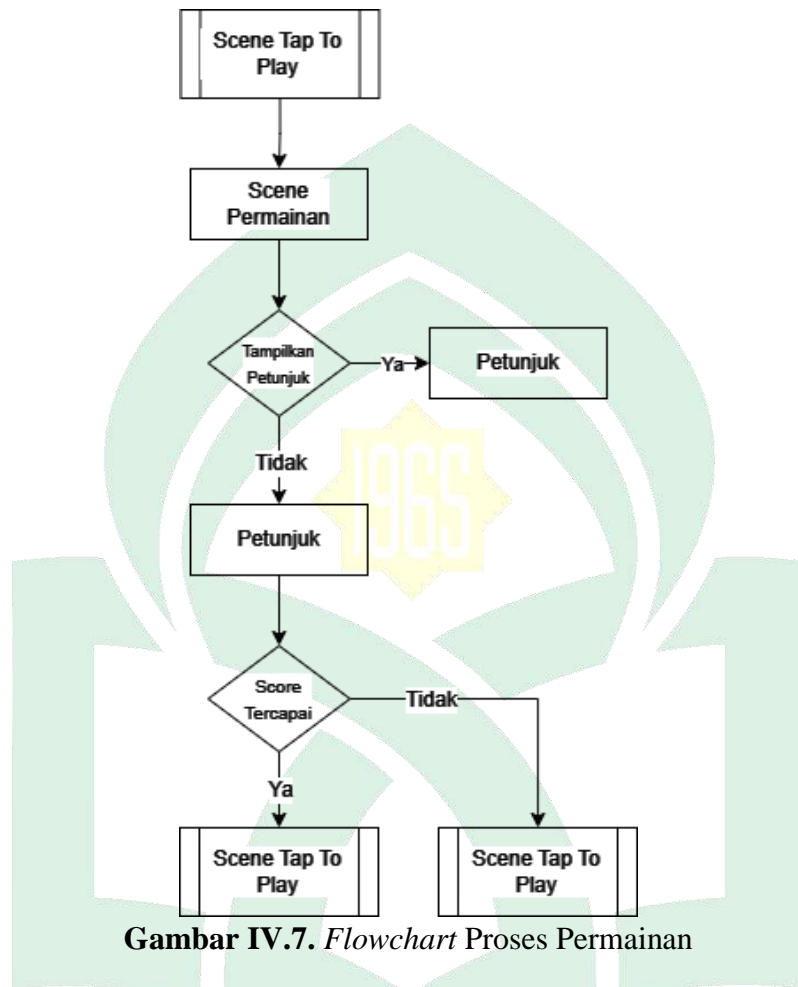 Scene Tap To
Play
Scene
Permainan
Tampilkan
Petunjuk
Ya
Petunjuk
Tidak
1965
Petunjuk
Score
Tercapai
Tidak
Ya
Scene Tap To
Play
Scene Tap To
Play
Gambar IV.7. Flowchart Proses Permainan